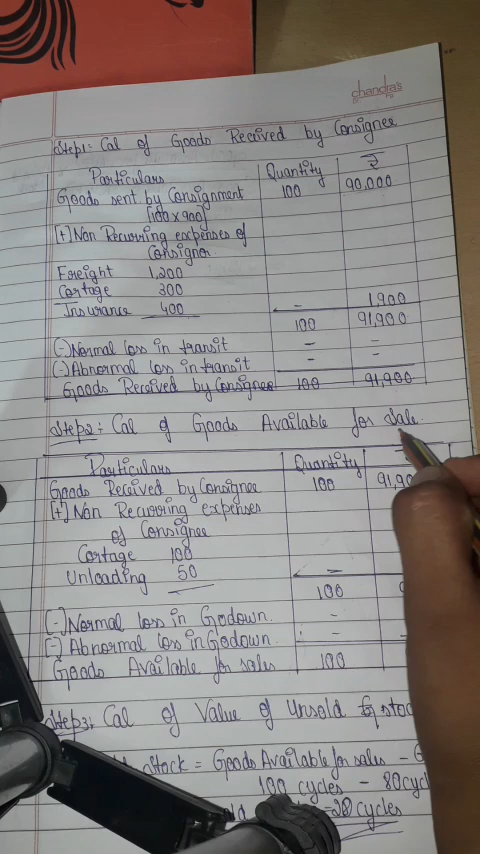 chandra's
Step1: Cal of Goods Received by Consignee
Particulars Quantity ₹
Goods sent by Consignment 100 90,000
[100 x 900]
[+] Non Recurring expenses of
Consignor
Freight 1,200
Cartage 300
Insurance 400 - 1,900
100 91,900
(-) Normal loss in transit - -
(-) Abnormal loss in transit - -
Goods Received by Consignee 100 91,900
Step2: Cal of Goods Available for Sale.
Particulars Quantity
Goods Received by Consignee 100 91,90
[+] Non Recurring expenses
of Consignee
Cartage 100
Unloading 50 -
100
[-] Normal loss in Godown. -
[-] Abnormal loss in Godown. -
Goods Available for sales 100
Step3: Cal of Value of Unsold stoc
Stock = Goods Available for sales -
100 cycles - 80 cycl
= 20 cycles